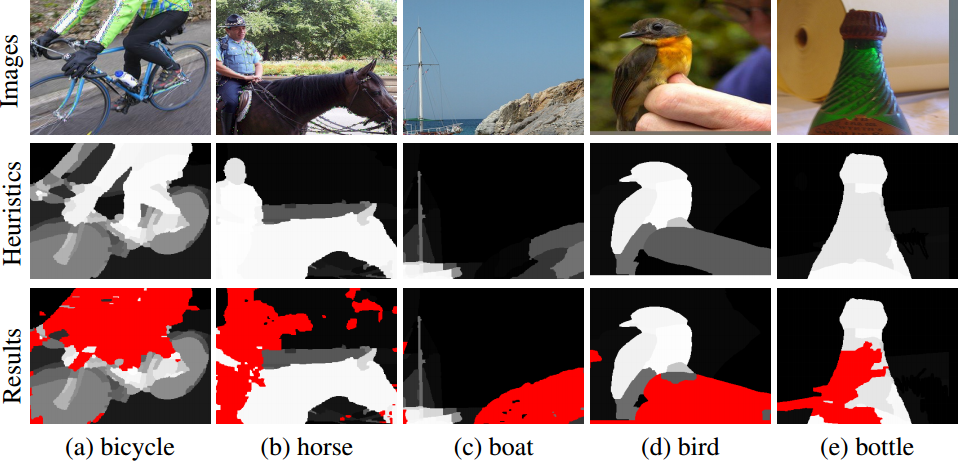 Images
Heuristics
Results
(a) bicycle
(b) horse
(c) boat
(d) bird
(e) bottle